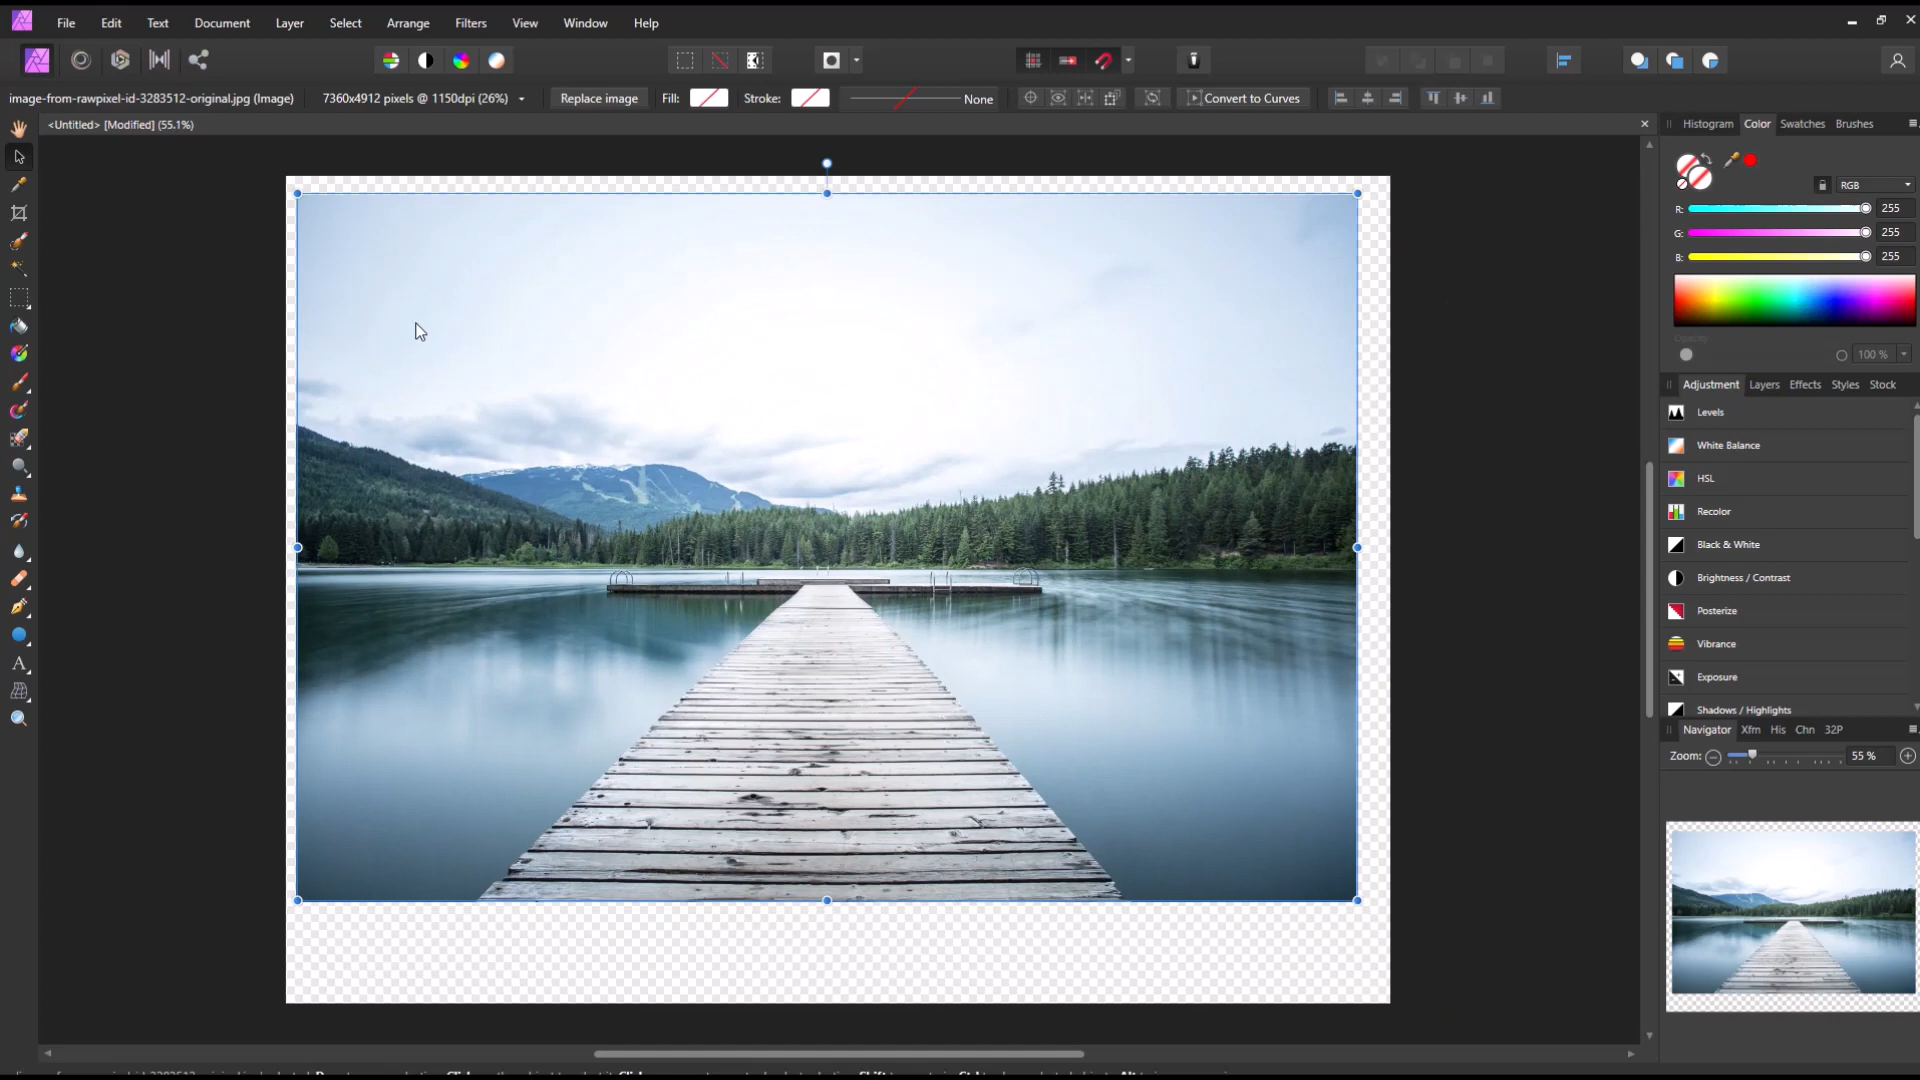 File Edit Text Document Layer Select Arrange Filters View Window Help
image-from-rawpixel-id-3283512-original.jpg (Image) 7360x4912 pixels @ 1150dpi (26%) Replace image Fill: Stroke: None Convert to Curves
<Untitled> [Modified] (55.1%)
Histogram Color Swatches Brushes
RGB
R: 255
G: 255
B: 255
Opacity
100 %
Adjustment Layers Effects Styles Stock
Levels
White Balance
HSL
Recolor
Black & White
Brightness / Contrast
Posterize
Vibrance
Exposure
Shadows / Highlights
Navigator Xfm His Chn 32P
Zoom: 55 %